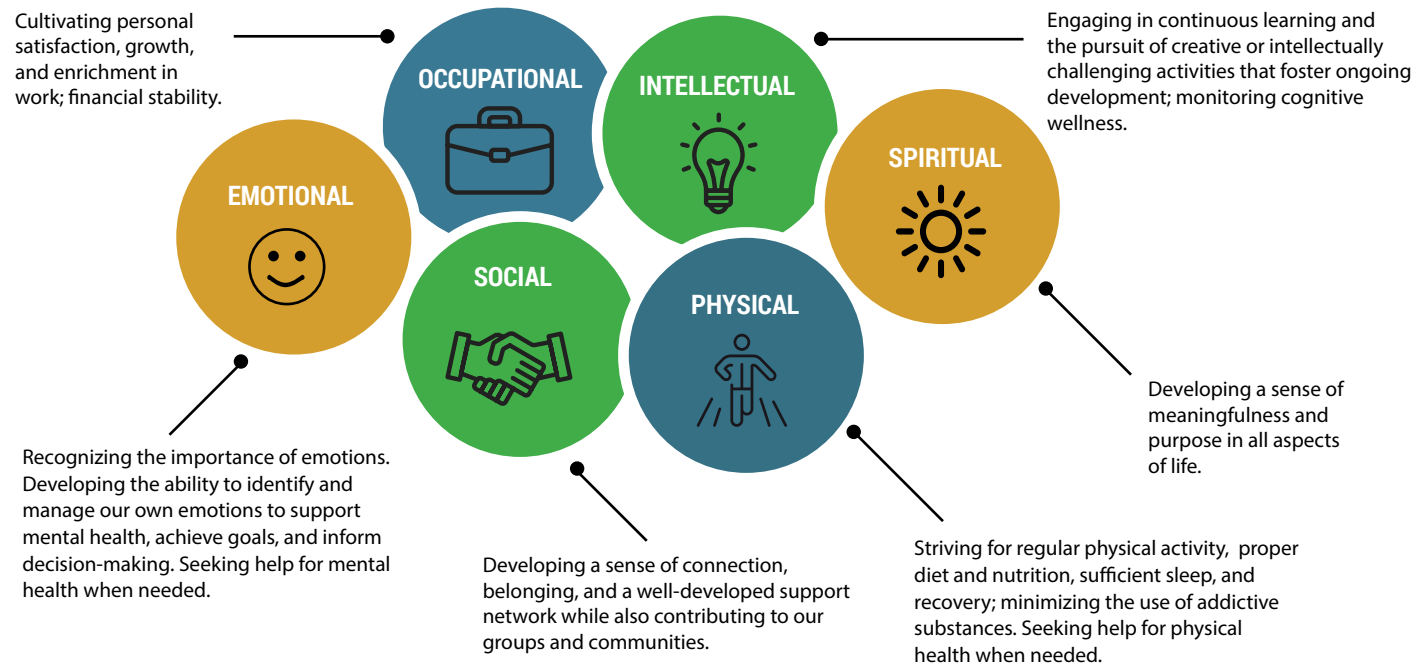 Cultivating personal
satisfaction, growth,
and enrichment in
work; financial stability.
OCCUPATIONAL
INTELLECTUAL
Engaging in continuous learning and
the pursuit of creative or intellectually
challenging activities that foster ongoing
development; monitoring cognitive
wellness.
EMOTIONAL
SPIRITUAL
SOCIAL
PHYSICAL
Recognizing the importance of emotions.
Developing the ability to identify and
manage our own emotions to support
mental health, achieve goals, and inform
decision-making. Seeking help for mental
health when needed.
Developing a sense of connection,
belonging, and a well-developed support
network while also contributing to our
groups and communities.
Striving for regular physical activity,  proper
diet and nutrition, sufficient sleep, and
recovery; minimizing the use of addictive
substances. Seeking help for physical
health when needed.
Developing a sense of
meaningfulness and
purpose in all aspects
of life.